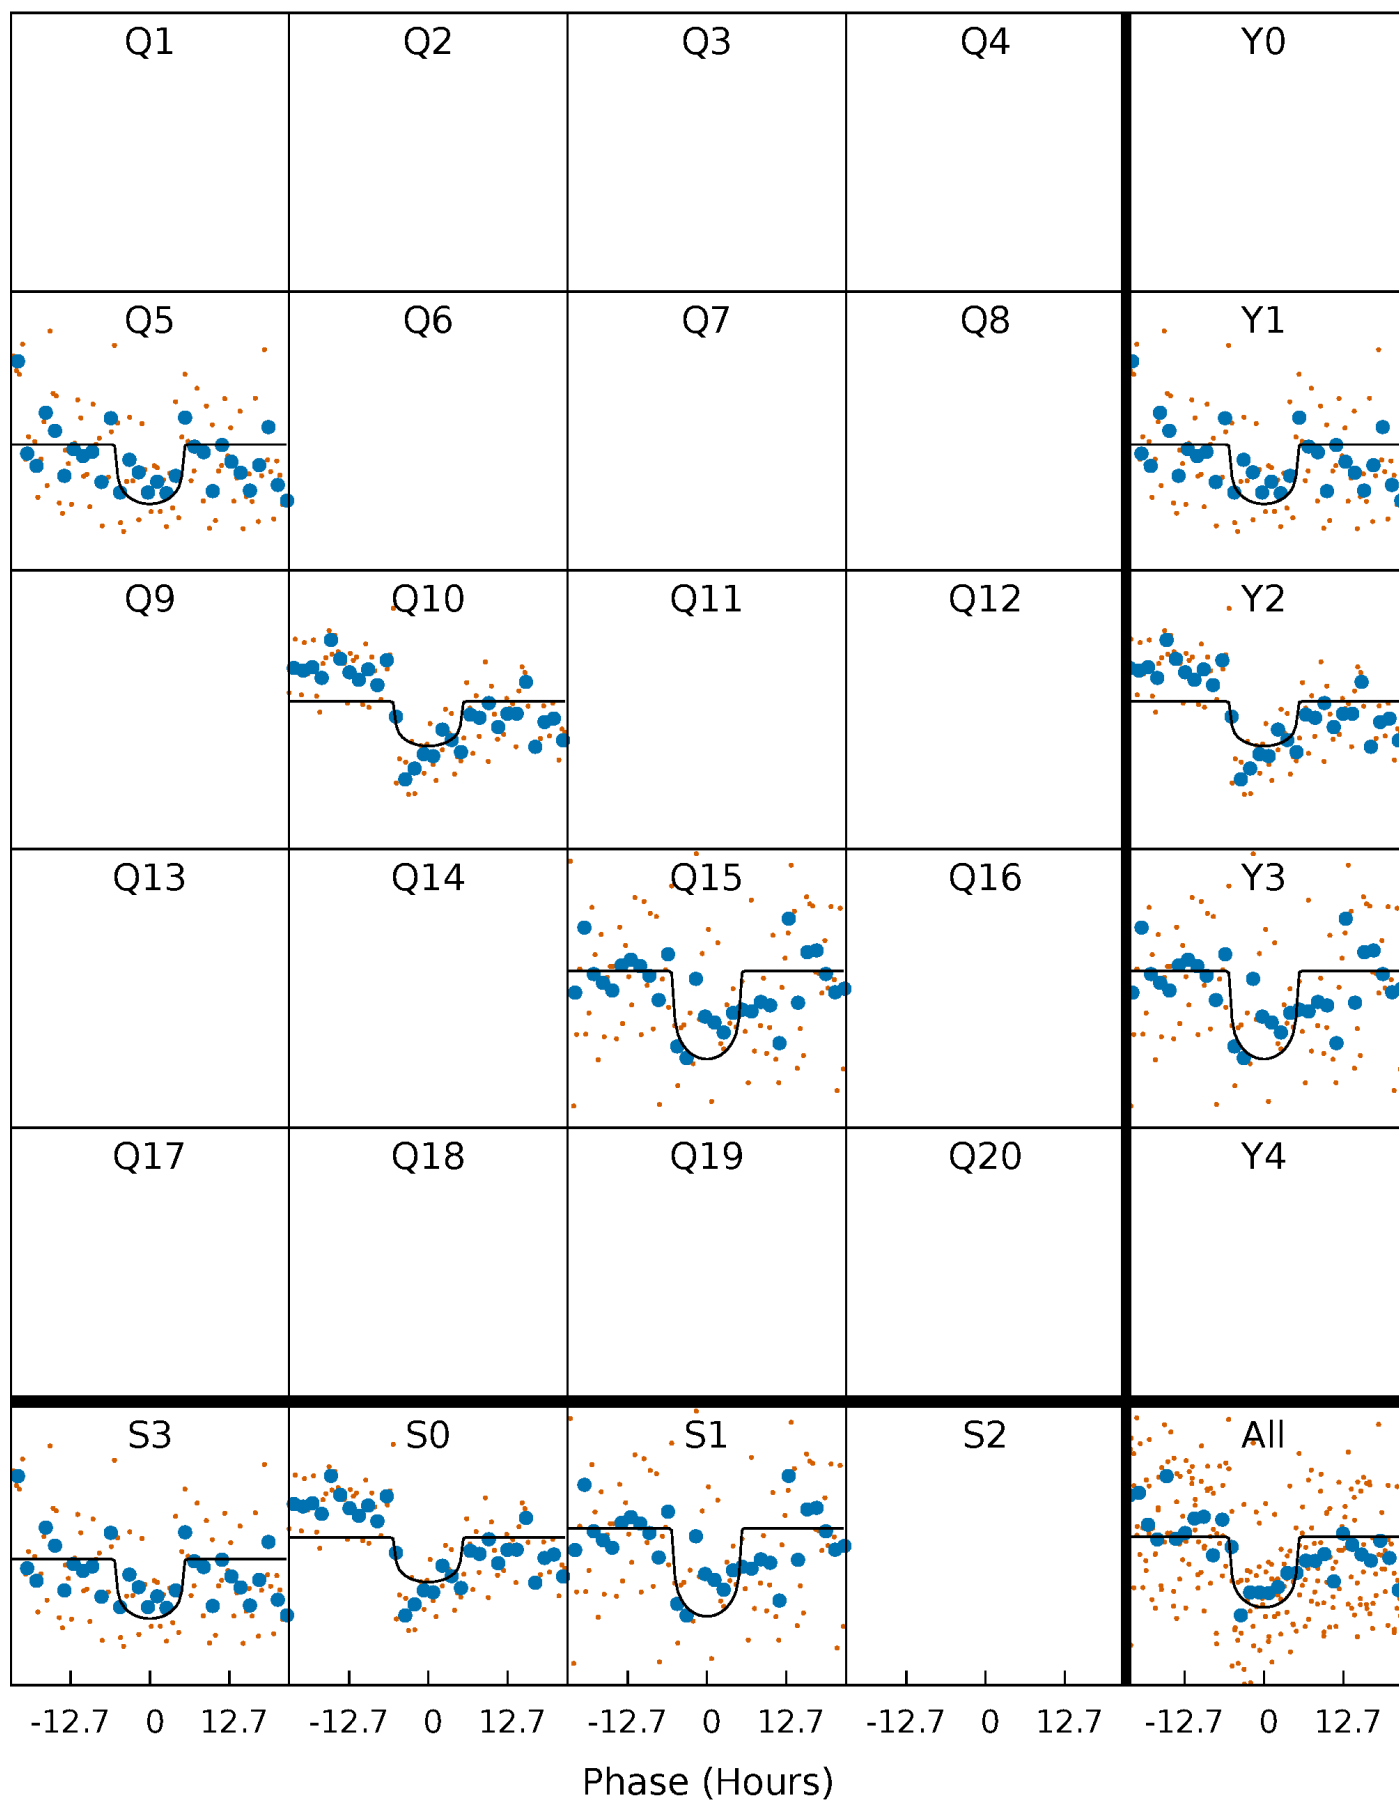 Q1 Q2 Q3 Q4 Y0
Q5 Q6 Q7 Q8 Y1
Q9 Q10 Q11 Q12 Y2
Q13 Q14 Q15 Q16 Y3
Q17 Q18 Q19 Q20 Y4
S3 S0 S1 S2 All
-12.7 0 12.7 -12.7 0 12.7 -12.7 0 12.7 -12.7 0 12.7 -12.7 0 12.7
Phase (Hours)